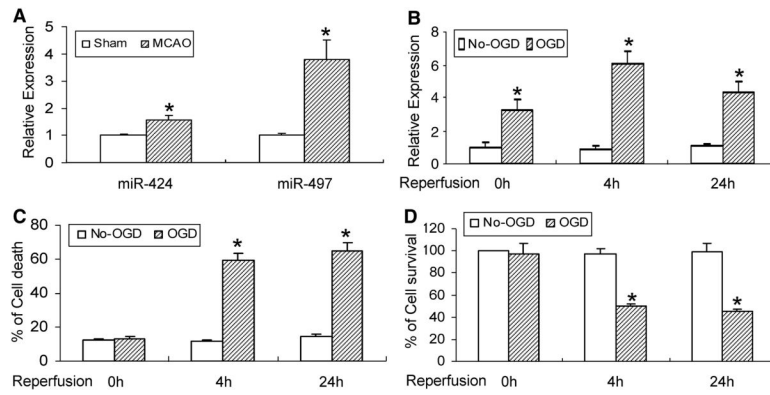 A
Relative Expression
5
4
3
2
1
0
Sham MCAO
*
*
miR-424 miR-497
B
Relative Expression
8
6
4
2
0
No-OGD OGD
*
*
*
Reperfusion 0h 4h 24h
C
% of Cell death
80
60
40
20
0
No-OGD OGD
*
*
Reperfusion 0h 4h 24h
D
% of Cell survival
120
100
80
60
40
20
0
No-OGD OGD
*
*
Reperfusion 0h 4h 24h